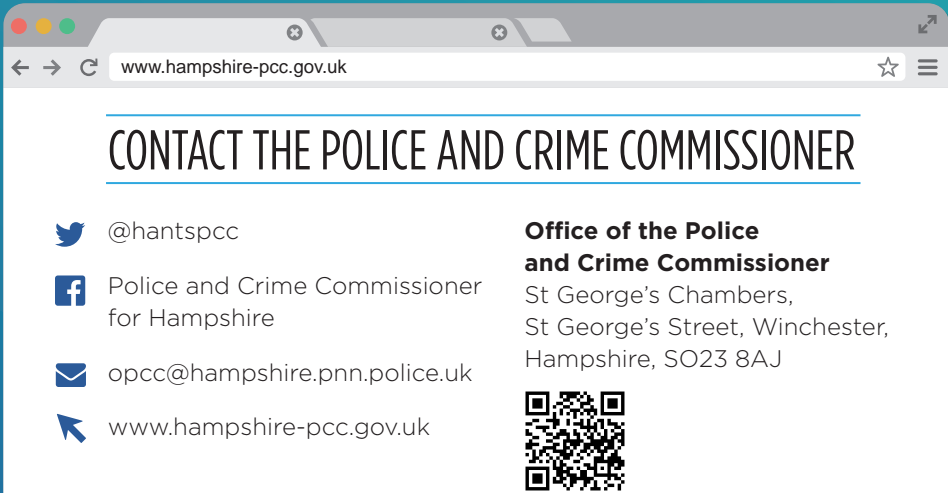 www.hampshire-pcc.gov.uk
CONTACT THE POLICE AND CRIME COMMISSIONER
@hantspcc
Police and Crime Commissioner
for Hampshire
opcc@hampshire.pnn.police.uk
www.hampshire-pcc.gov.uk
Office of the Police
and Crime Commissioner
St George’s Chambers,
St George’s Street, Winchester,
Hampshire, SO23 8AJ